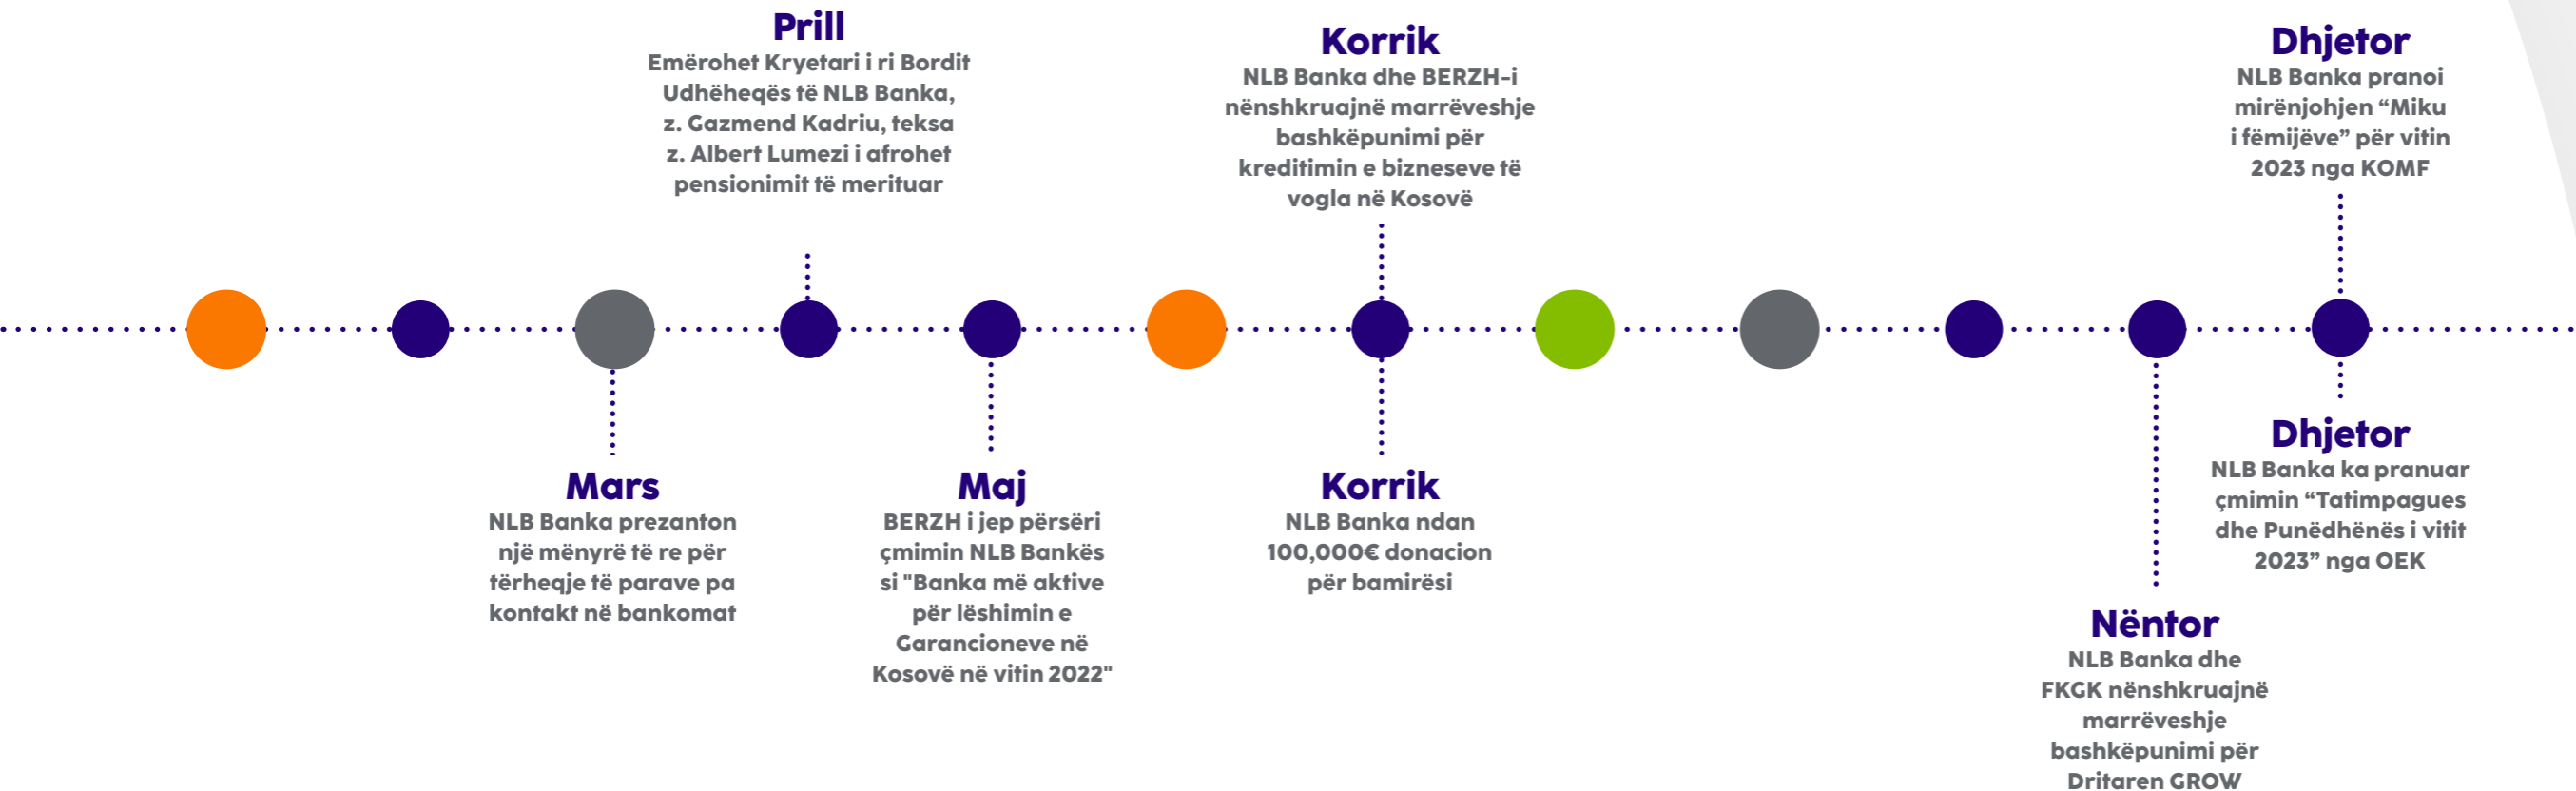 Prill
Emërohet Kryetari i ri Bordit
Udhëheqës të NLB Banka,
z. Gazmend Kadriu, teksa
z. Albert Lumezi i afrohet
pensionimit të merituar
Korrik
NLB Banka dhe BERZH-i
nënshkruajnë marrëveshje
bashkëpunimi për
kreditimin e bizneseve të
vogla në Kosovë
Dhjetor
NLB Banka pranoi
mirënjohjen “Miku
i fëmijëve” për vitin
2023 nga KOMF
Mars
NLB Banka prezanton
një mënyrë të re për
tërheqje të parave pa
kontakt në bankomat
Maj
BERZH i jep përsëri
çmimin NLB Bankës
si "Banka më aktive
për lëshimin e
Garancioneve në
Kosovë në vitin 2022"
Korrik
NLB Banka ndan
100,000€ donacion
për bamirësi
Nëntor
NLB Banka dhe
FKGK nënshkruajnë
marrëveshje
bashkëpunimi për
Dritaren GROW
Dhjetor
NLB Banka ka pranuar
çmimin “Tatimpagues
dhe Punëdhënës i vitit
2023” nga OEK